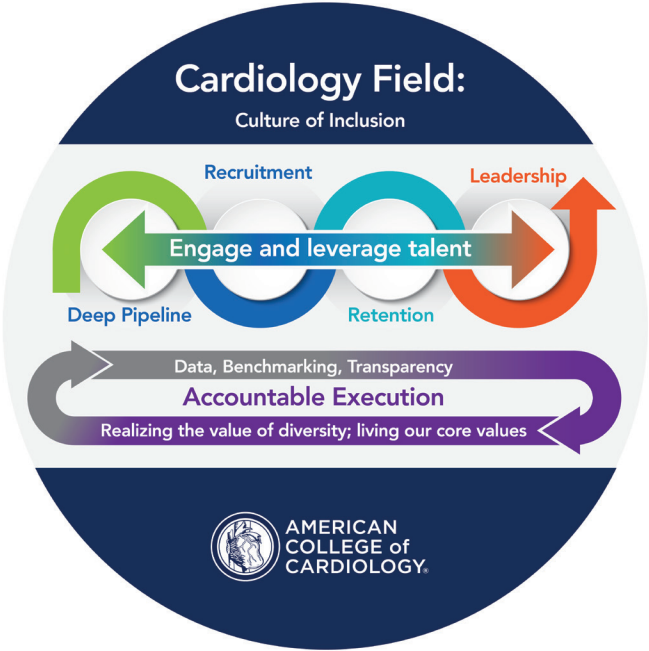 Cardiology Field:
Culture of Inclusion
Recruitment
Leadership
Engage and leverage talent
Deep Pipeline
Retention
Data, Benchmarking, Transparency
Accountable Execution
Realizing the value of diversity; living our core values
AMERICAN
COLLEGE of
CARDIOLOGY®